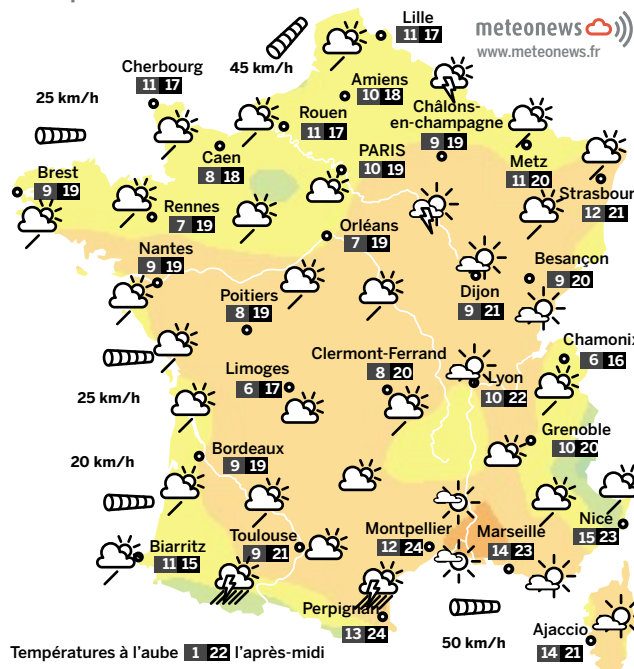 Lille
11 17
meteonews
www.meteonews.fr
Cherbourg
11 17
45 km/h
Amiens
10 18
25 km/h
Rouen
11 17
Châlons-
en-champagne
9 19
Caen
8 18
PARIS
10 19
Metz
11 20
Brest
9 19
Strasbour
12 21
Rennes
7 19
Orléans
7 19
Nantes
9 19
Besançon
9 20
Dijon
9 21
Poitiers
8 19
Chamonix
6 16
Clermont-Ferrand
8 20
Limoges
6 17
Lyon
10 22
25 km/h
Grenoble
10 20
Bordeaux
9 19
20 km/h
Nice
15 23
Montpellier
12 24
Marseille
14 23
Toulouse
9 21
Biarritz
11 15
Perpignan
13 24
50 km/h
Ajaccio
14 21
Températures à l'aube 1 22 l'après-midi